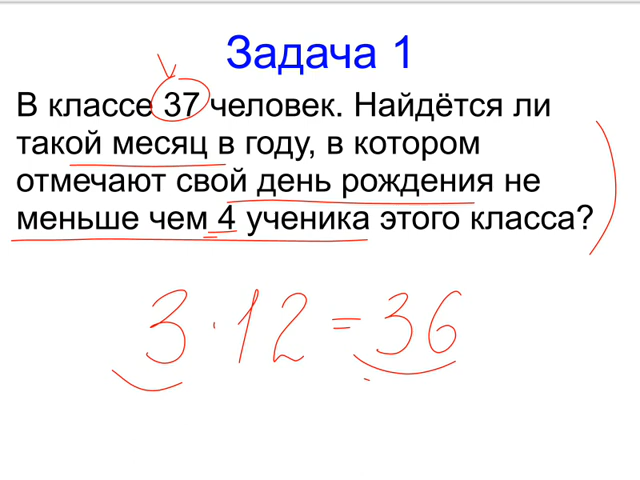 Задача 1
В классе 37 человек. Найдётся ли
такой месяц в году, в котором
отмечают свой день рождения не
меньше чем 4 ученика этого класса?
3 · 12 = 36